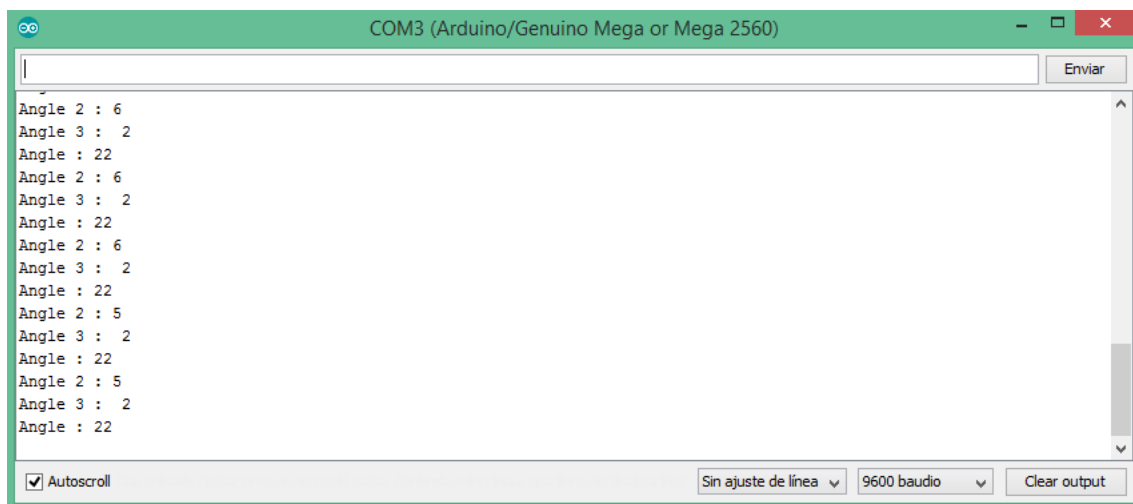 COM3 (Arduino/Genuino Mega or Mega 2560)
Enviar
Angle 2 : 6
Angle 3 :  2
Angle : 22
Angle 2 : 6
Angle 3 :  2
Angle : 22
Angle 2 : 6
Angle 3 :  2
Angle : 22
Angle 2 : 5
Angle 3 :  2
Angle : 22
Angle 2 : 5
Angle 3 :  2
Angle : 22
Autoscroll
Sin ajuste de línea
9600 baudio
Clear output